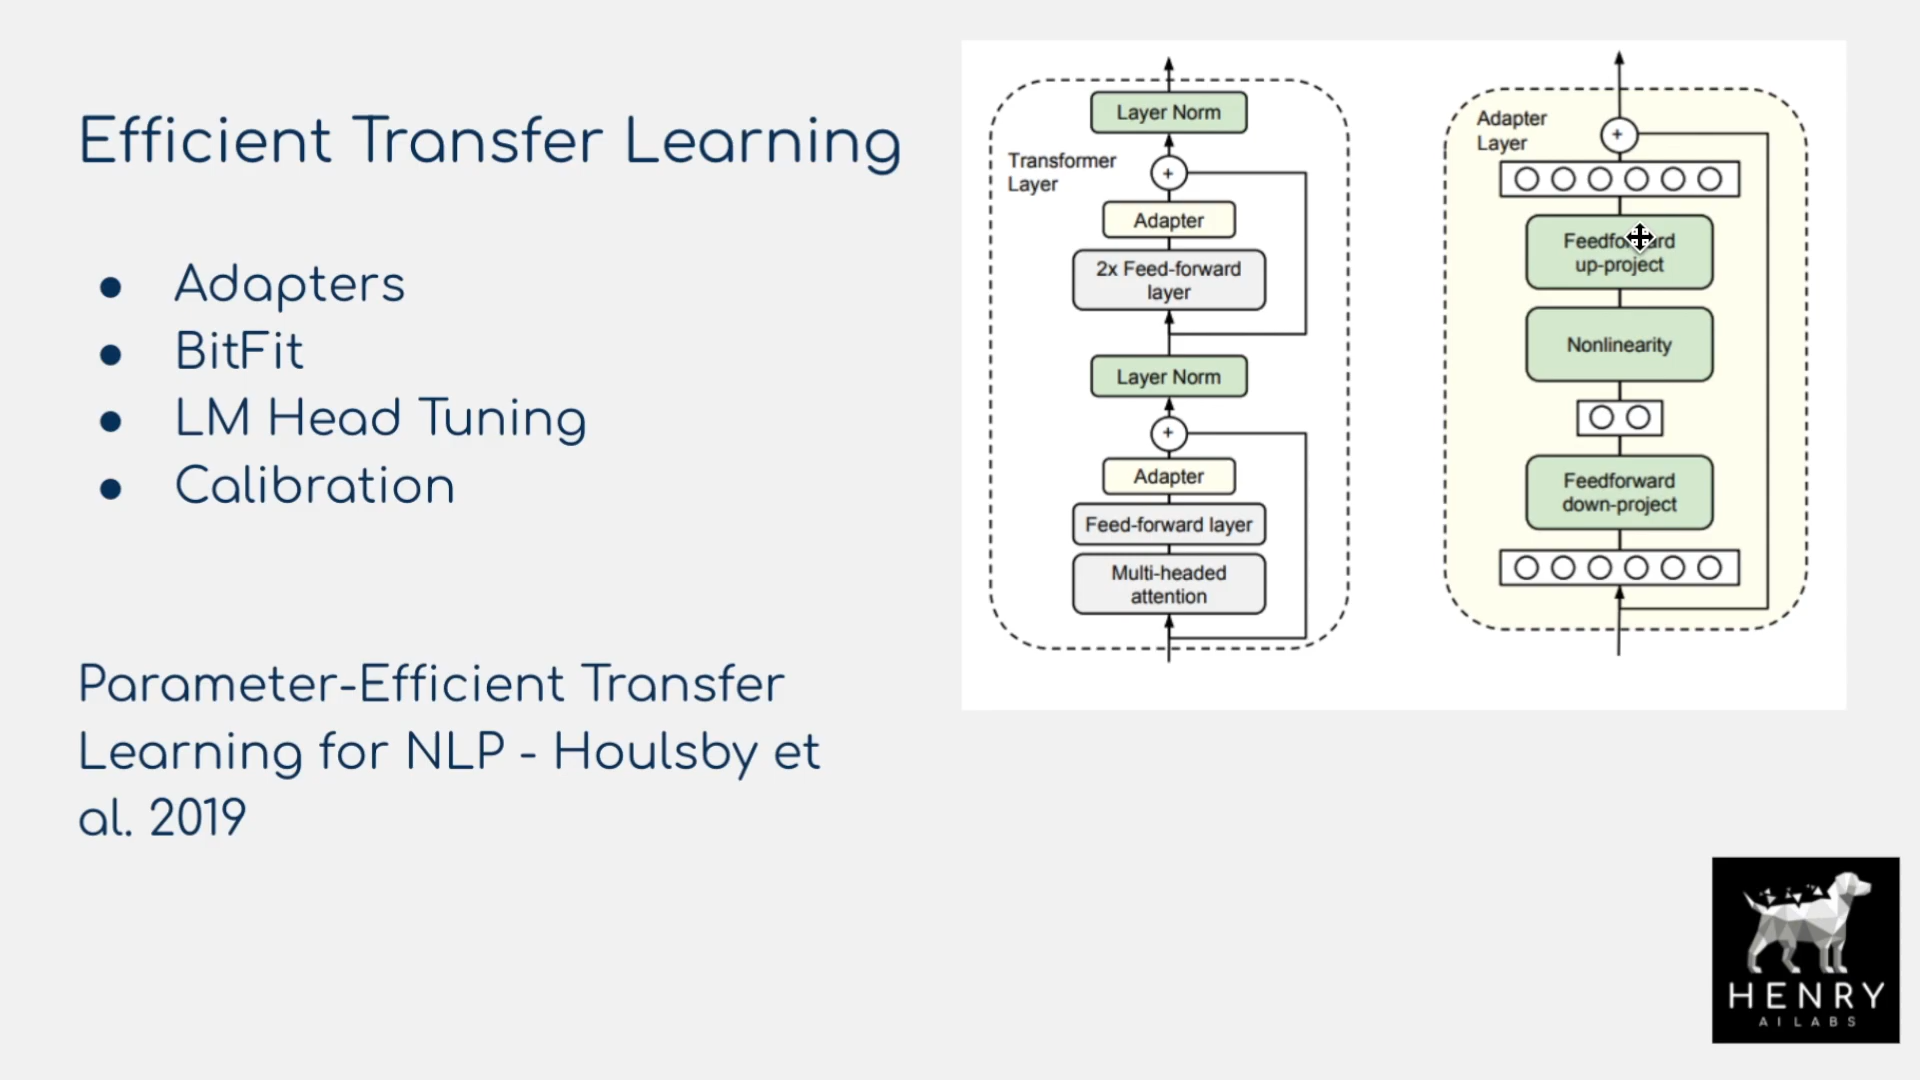 Efficient Transfer Learning
● Adapters
● BitFit
● LM Head Tuning
● Calibration
Parameter-Efficient Transfer
Learning for NLP - Houlsby et
al. 2019
Layer Norm
Transformer
Layer
+
Adapter
2x Feed-forward
layer
Layer Norm
+
Adapter
Feed-forward layer
Multi-headed
attention
Adapter
Layer
+
Feedforward
up-project
Nonlinearity
Feedforward
down-project
HENRY
AI LABS